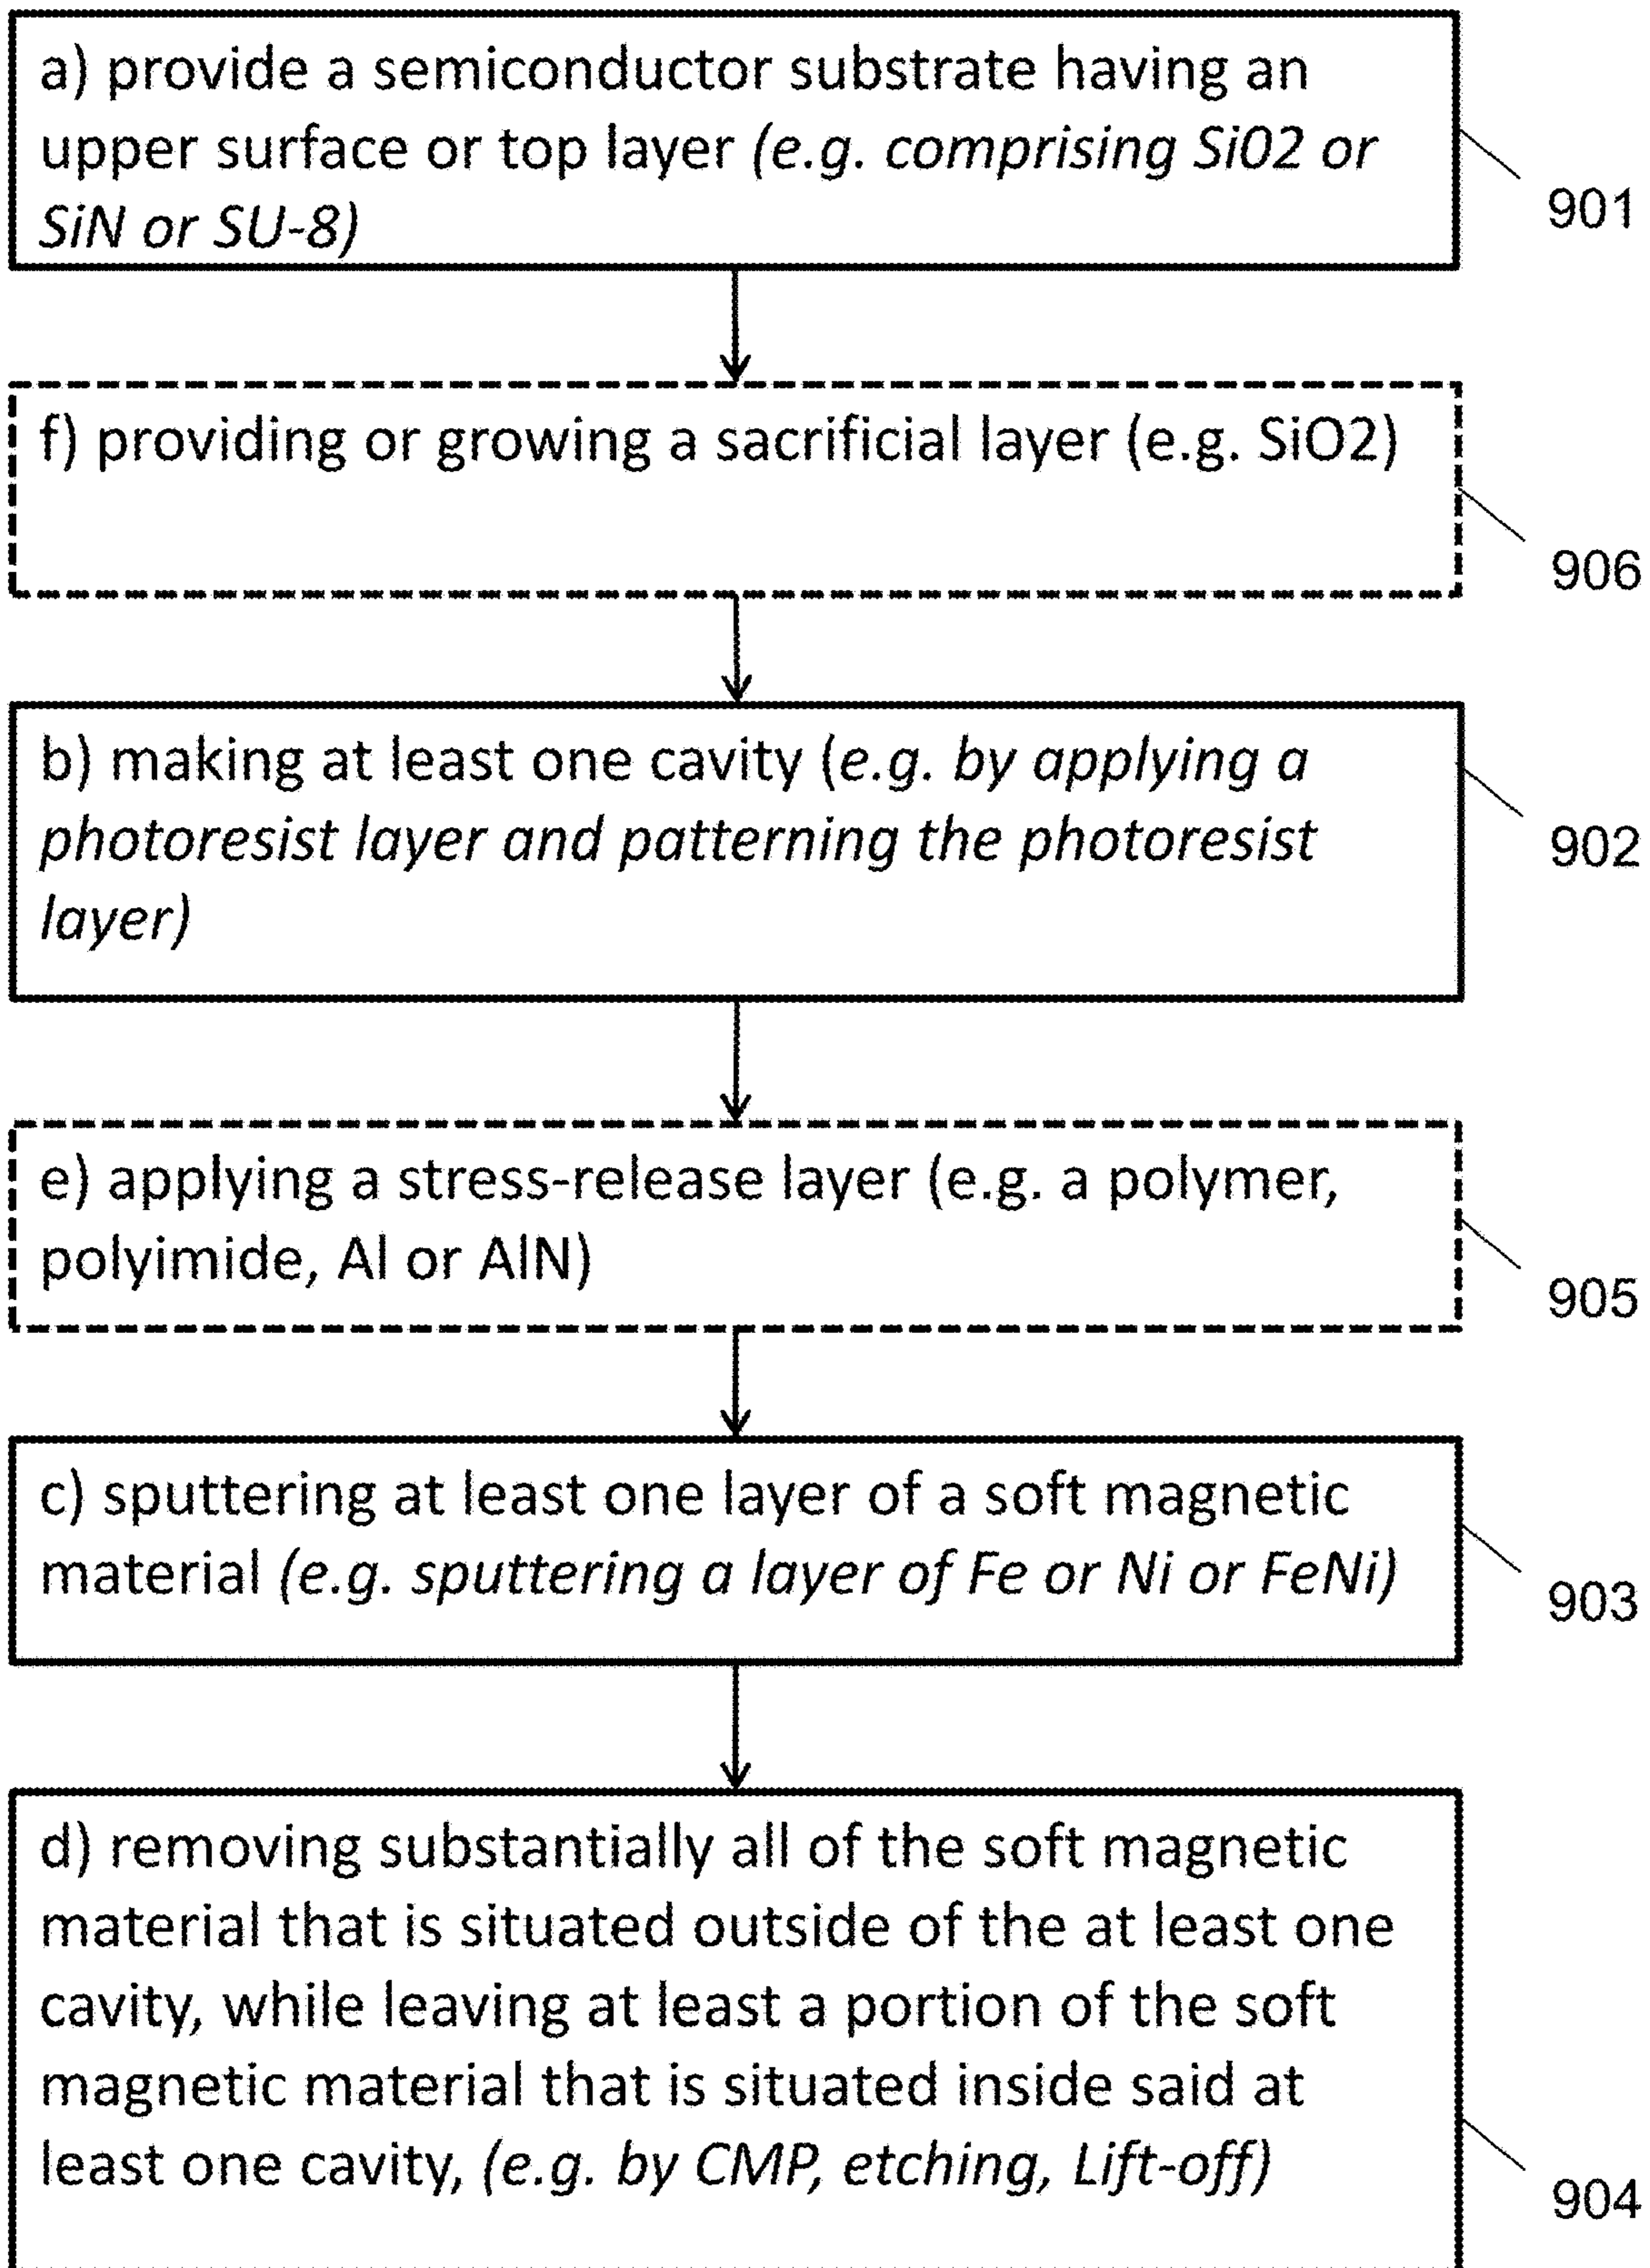 a) provide a semiconductor substrate having an
upper surface or top layer (e.g. comprising Si02 or
SiN or SU-8)
901
f) providing or growing a sacrificial layer (e.g. SiO2)
906
b) making at least one cavity (e.g. by applying a
photoresist layer and patterning the photoresist
layer)
902
e) applying a stress-release layer (e.g. a polymer,
polyimide, Al or AlN)
905
c) sputtering at least one layer of a soft magnetic
material (e.g. sputtering a layer of Fe or Ni or FeNi)
903
d) removing substantially all of the soft magnetic
material that is situated outside of the at least one
cavity, while leaving at least a portion of the soft
magnetic material that is situated inside said at
least one cavity, (e.g. by CMP, etching, Lift-off)
904